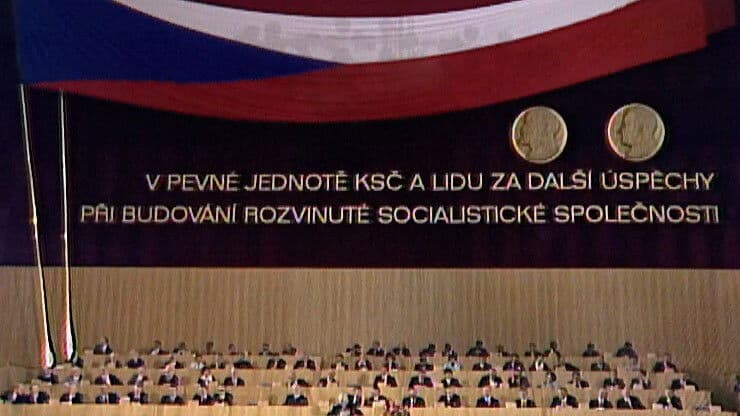 V PEVNÉ JEDNOTĚ KSČ A LIDU ZA DALŠÍ ÚSPĚCHY
PŘI BUDOVÁNÍ ROZVINUTÉ SOCIALISTICKÉ SPOLEČNOSTI